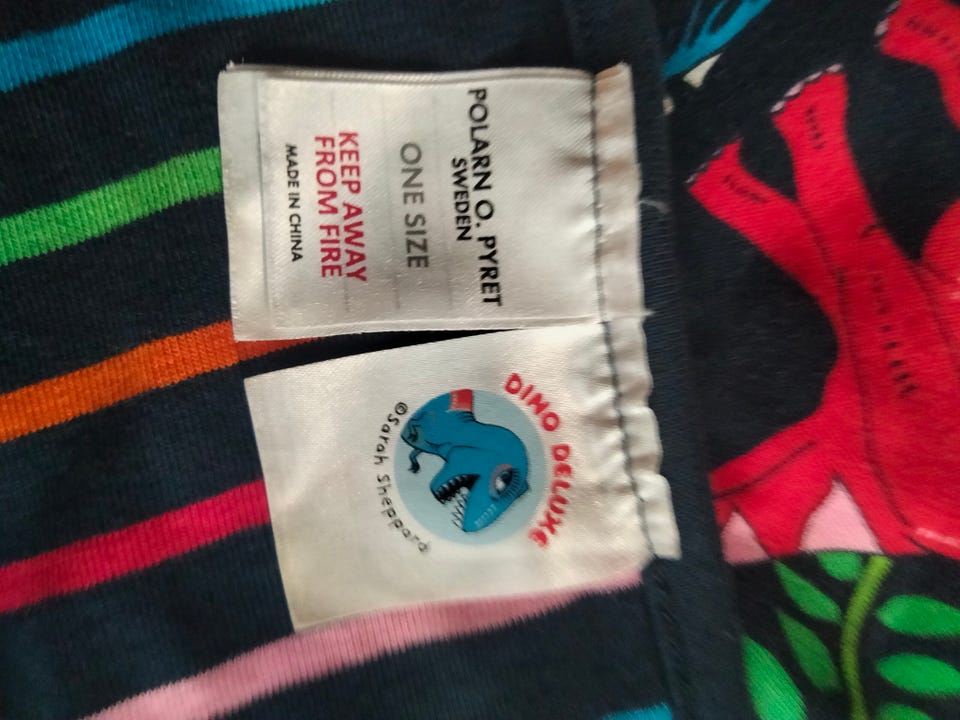 POLARN O. PYRET
SWEDEN
ONE SIZE
KEEP AWAY
FROM FIRE
MADE IN CHINA
DINO DELUXE
©Sarah Sheppard